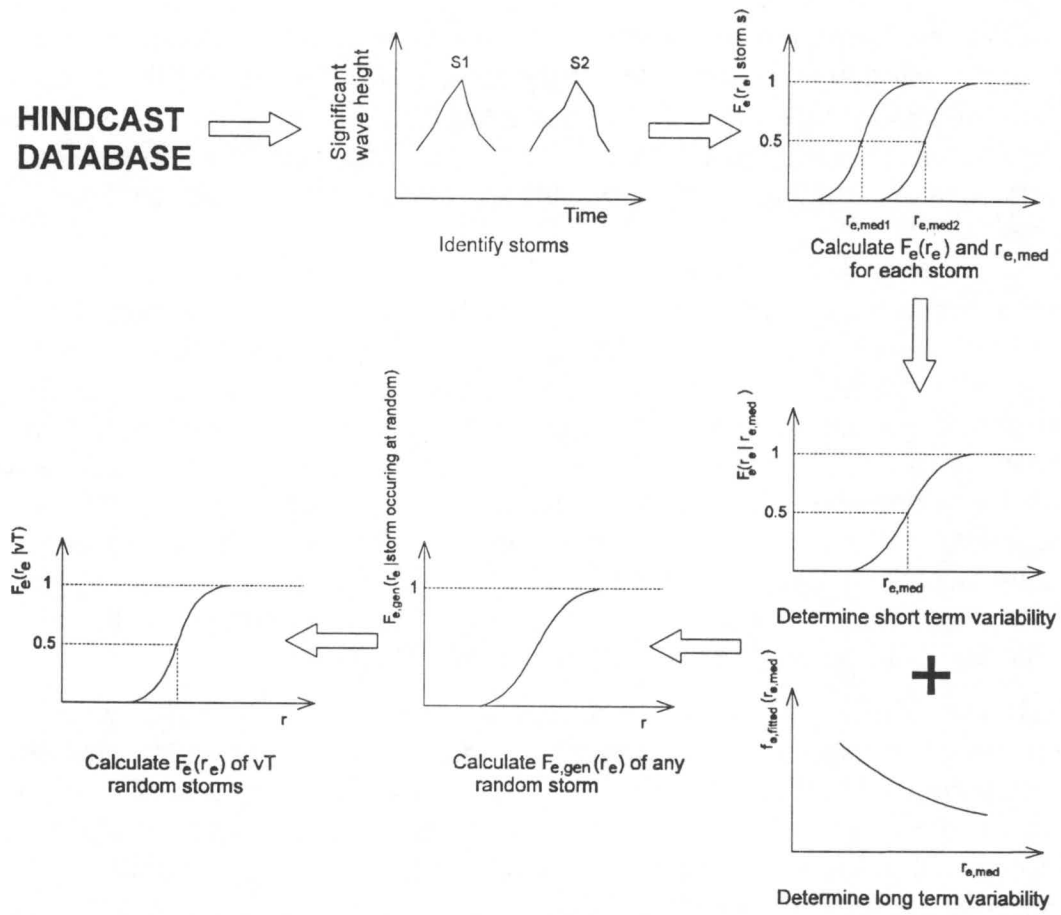 HINDCAST
DATABASE
Significant
wave height
S1
S2
Time
Identify storms
F_e(r_e| storm s)
1
0.5
r_e,med1
r_e,med2
Calculate F_e(r_e) and r_e,med
for each storm
F_e(r_e | r_e,med)
1
0.5
r_e,med
Determine short term variability
+
f_e,fitted (r_e,med)
r_e,med
Determine long term variability
F_e,gen(r_e |storm occuring at random)
1
r
Calculate F_e,gen(r_e) of any
random storm
F_e(r_e |vT)
1
0.5
r
Calculate F_e(r_e) of vT
random storms